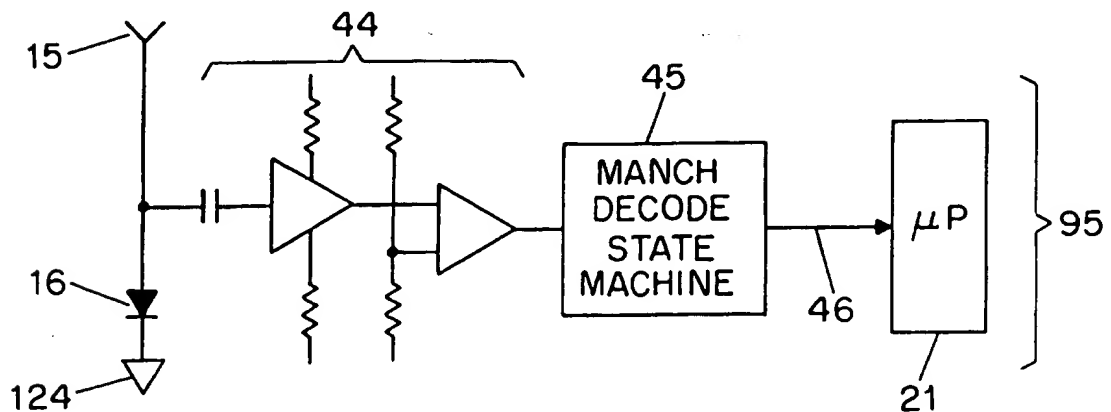 15
44
45
MANCH
DECODE
STATE
MACHINE
μP
95
16
46
124
21